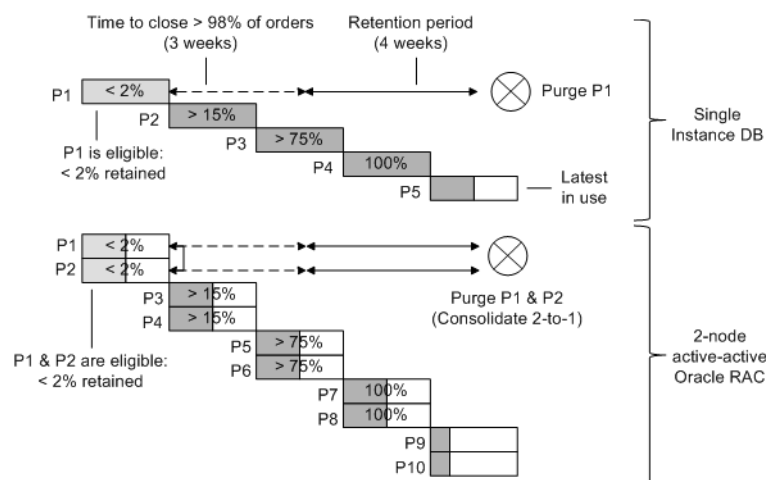 Time to close > 98% of orders
(3 weeks)
Retention period
(4 weeks)
P1
< 2%
Purge P1
P2
> 15%
P3
> 75%
P1 is eligible:
< 2% retained
P4
100%
P5
Latest
in use
Single
Instance DB
P1
< 2%
P2
< 2%
P3
> 15%
P4
> 15%
Purge P1 & P2
(Consolidate 2-to-1)
P5
> 75%
P6
> 75%
P1 & P2 are eligible:
< 2% retained
P7
100%
P8
100%
P9
P10
2-node
active-active
Oracle RAC